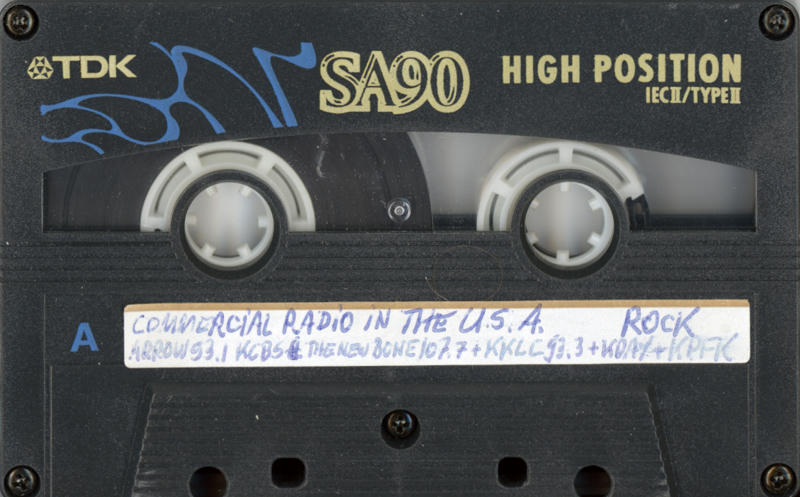 TDK SA90 HIGH POSITION
IECII/TYPEII
A
COMMERCIAL RADIO IN THE U.S.A. ROCK
ARROW 93.1 KCBS & THE NEW BONE 107.7 + KKLC 93.3 + KDAY + KPFK